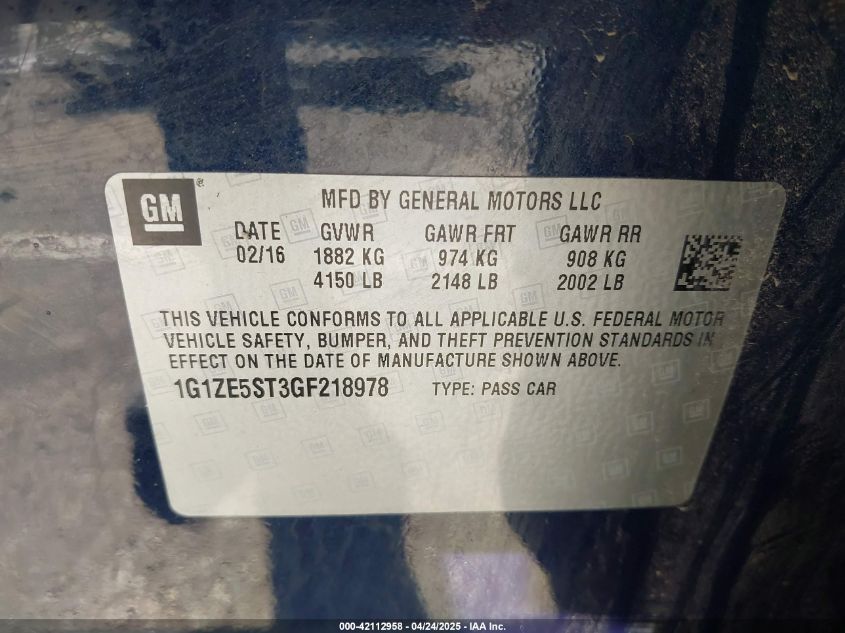 GM ®
MFD BY GENERAL MOTORS LLC
DATE GVWR GAWR FRT GAWR RR
02/16 1882 KG 974 KG 908 KG
4150 LB 2148 LB 2002 LB
THIS VEHICLE CONFORMS TO ALL APPLICABLE U.S. FEDERAL MOTOR
VEHICLE SAFETY, BUMPER, AND THEFT PREVENTION STANDARDS IN
EFFECT ON THE DATE OF MANUFACTURE SHOWN ABOVE.
1G1ZE5ST3GF218978 TYPE: PASS CAR
000-42112958 - 04/24/2025 - IAA Inc.